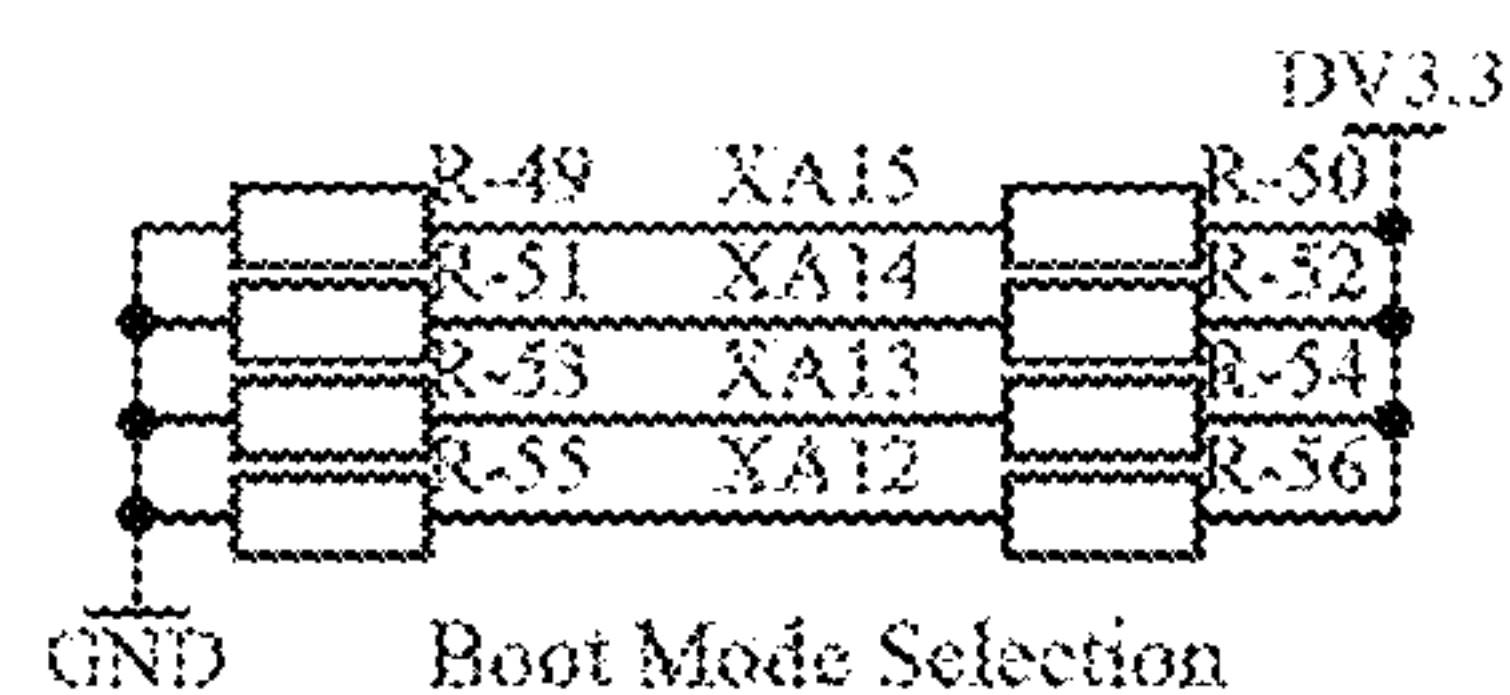 DV3.3
R-49 XA15 R-50
R-51 XA14 R-52
R-53 XA13 R-54
R-55 XA12 R-56
GND Boot Mode Selection